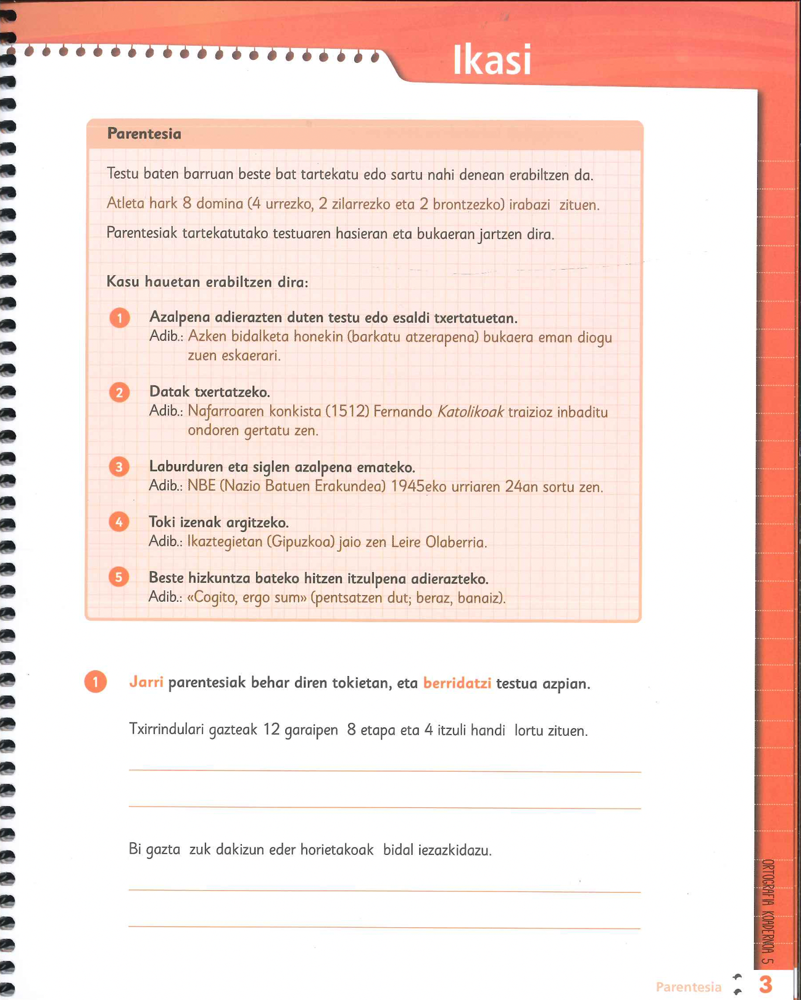 Ikasi
Parentesia
Testu baten barruan beste bat tartekatu edo sartu nahi denean erabiltzen da.
Atleta hark 8 domina (4 urrezko, 2 zilarrezko eta 2 brontzezko) irabazi zituen.
Parentesiak tartekatutako testuaren hasieran eta bukaeran jartzen dira.
Kasu hauetan erabiltzen dira:
1 Azalpena adierazten duten testu edo esaldi txertatuetan.
Adib.: Azken bidalketa honekin (barkatu atzerapena) bukaera eman diogu
zuen eskaerari.
2 Datak txertatzeko.
Adib.: Nafarroaren konkista (1512) Fernando Katolikoak traizioz inbaditu
ondoren gertatu zen.
3 Laburduren eta siglen azalpena emateko.
Adib.: NBE (Nazio Batuen Erakundea) 1945eko urriaren 24an sortu zen.
4 Toki izenak argitzeko.
Adib.: Ikaztegietan (Gipuzkoa) jaio zen Leire Olaberria.
5 Beste hizkuntza bateko hitzen itzulpena adierazteko.
Adib.: «Cogito, ergo sum» (pentsatzen dut; beraz, banaiz).
1 Jarri parentesiak behar diren tokietan, eta berridatzi testua azpian.
Txirrindulari gazteak 12 garaipen 8 etapa eta 4 itzuli handi lortu zituen.
Bi gazta zuk dakizun eder horietakoak bidal iezazkidazu.
ORTOGRAFIA KOADERNOA 5
Parentesia 3